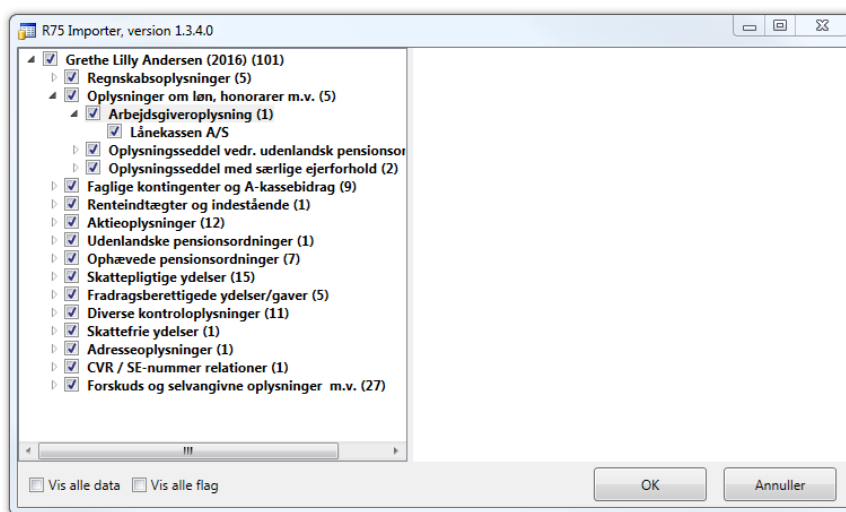 R75 Importer, version 1.3.4.0
Grethe Lilly Andersen (2016) (101)
Regnskabsoplysninger (5)
Oplysninger om løn, honorarer m.v. (5)
Arbejdsgiveroplysning (1)
Lånekassen A/S
Oplysningsseddel vedr. udenlandsk pensionsor
Oplysningsseddel med særlige ejerforhold (2)
Faglige kontingenter og A-kassebidrag (9)
Renteindtægter og indestående (1)
Aktieoplysninger (12)
Udenlandske pensionsordninger (1)
Ophævede pensionsordninger (7)
Skattepligtige ydelser (15)
Fradragsberettigede ydelser/gaver (5)
Diverse kontroloplysninger (11)
Skattefrie ydelser (1)
Adresseoplysninger (1)
CVR / SE-nummer relationer (1)
Forskuds og selvangivne oplysninger  m.v. (27)
Vis alle data Vis alle flag OK Annuller